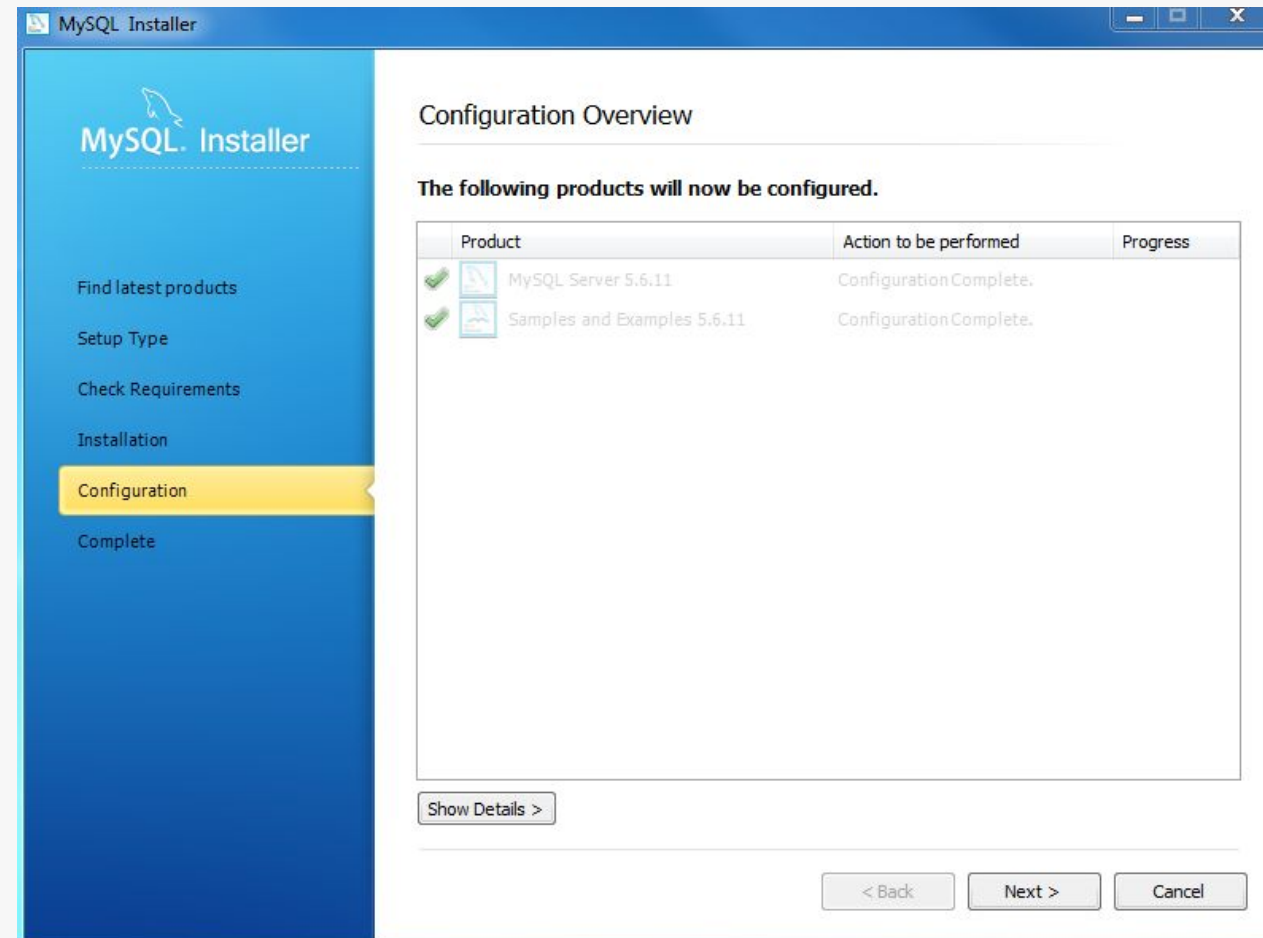 MySQL Installer
MySQL. Installer
Find latest products
Setup Type
Check Requirements
Installation
Configuration
Complete
Configuration Overview
The following products will now be configured.
Product Action to be performed Progress
MySQL Server 5.6.11 Configuration Complete.
Samples and Examples 5.6.11 Configuration Complete.
Show Details >
< Back Next > Cancel